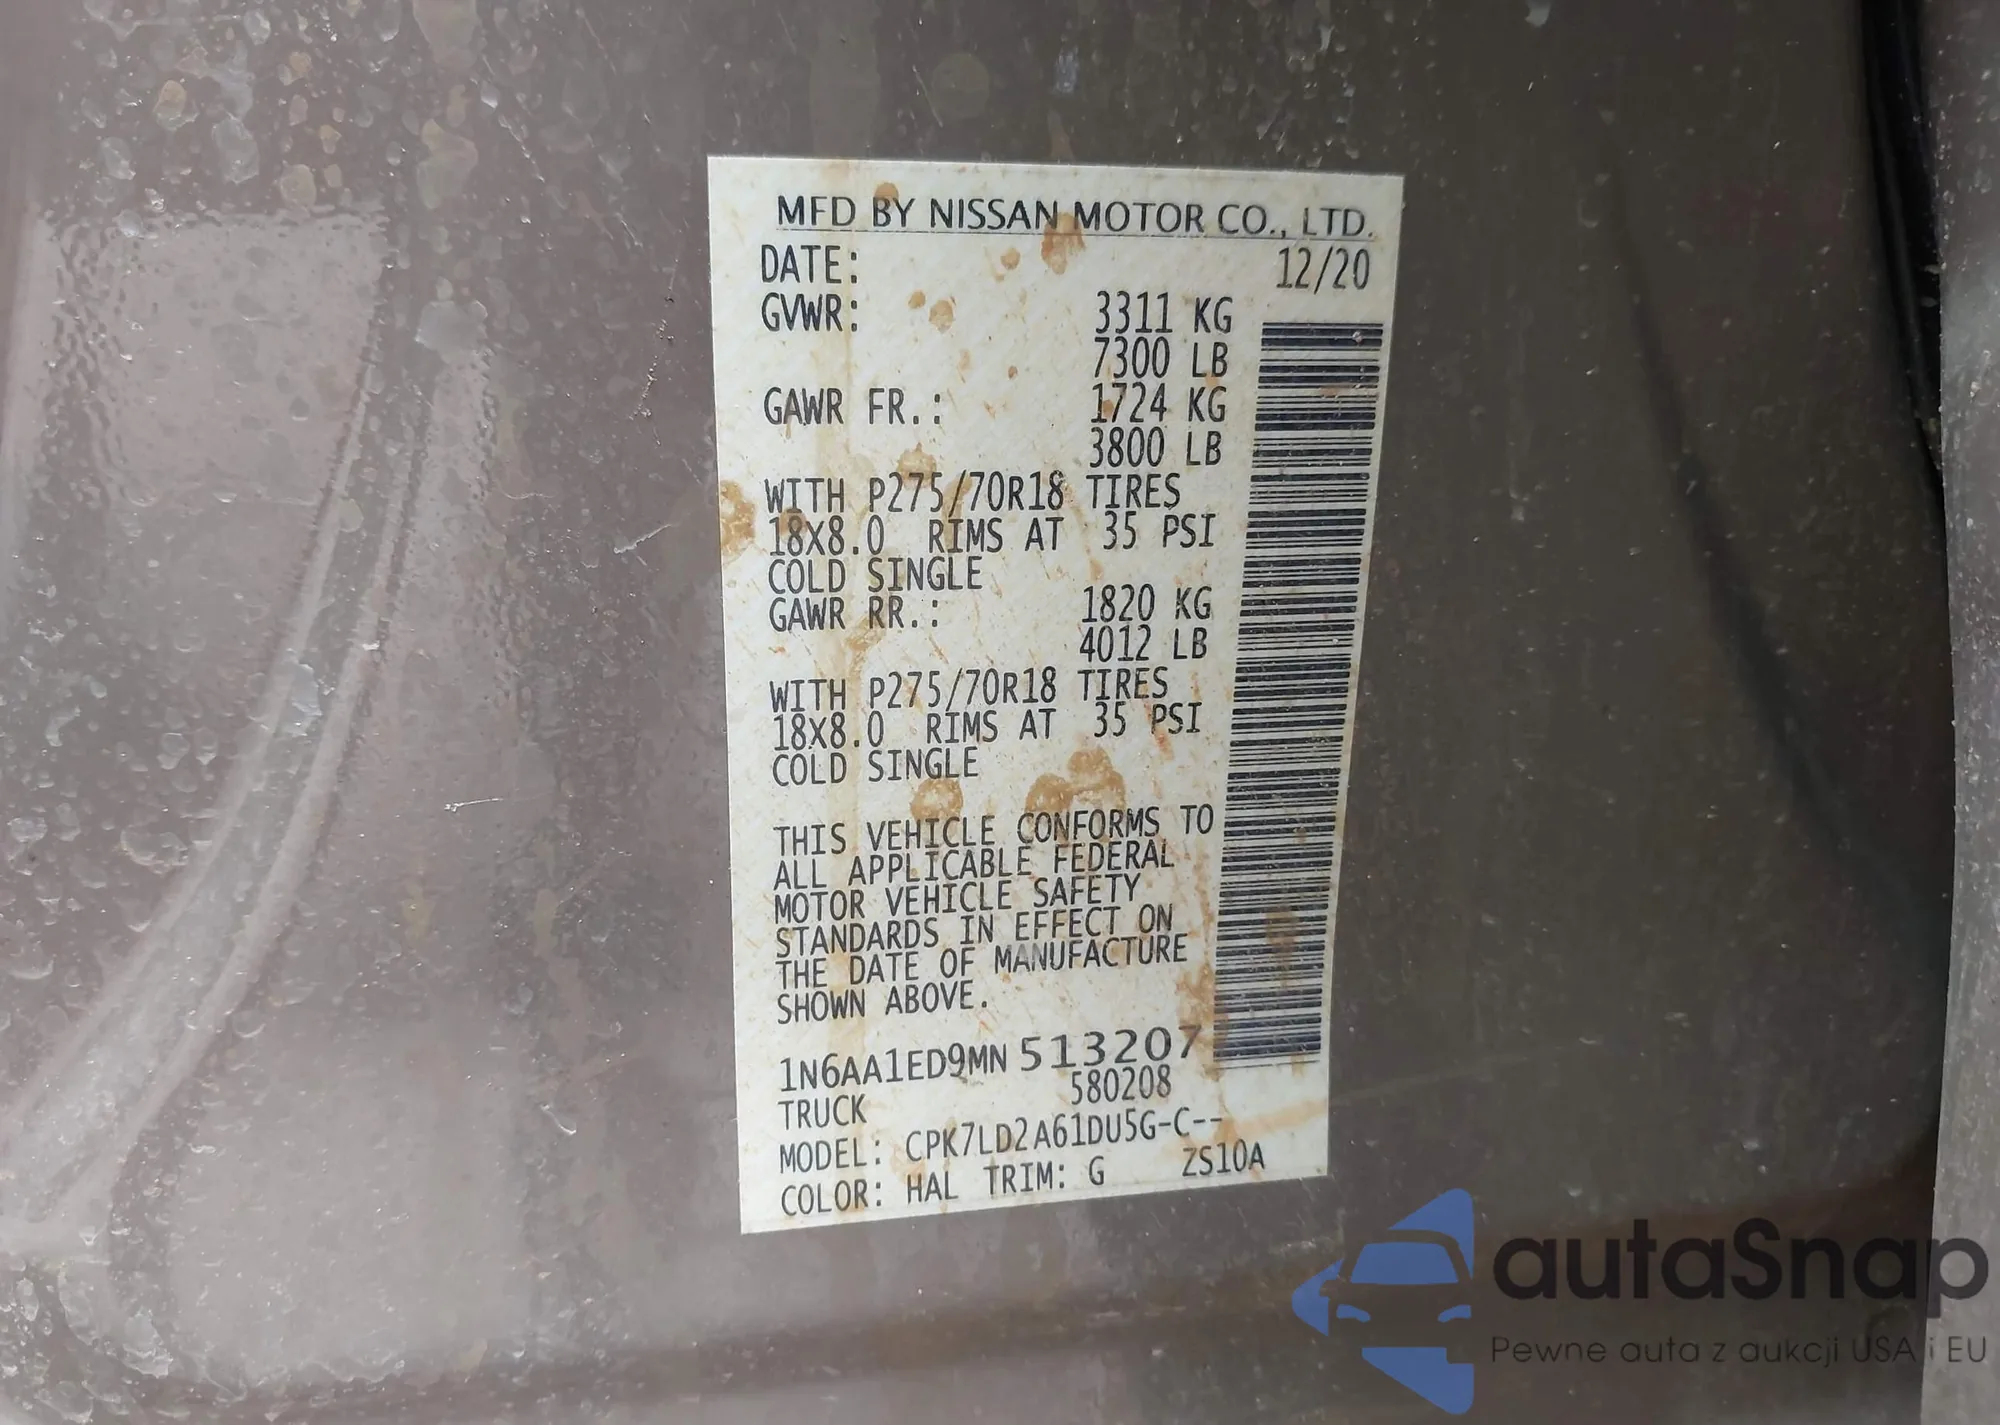 MFD BY NISSAN MOTOR CO., LTD.
DATE: 12/20
GVWR: 3311 KG
7300 LB
GAWR FR.: 1724 KG
3800 LB
WITH P275/70R18 TIRES
18X8.0 RIMS AT 35 PSI
COLD SINGLE
GAWR RR.: 1820 KG
4012 LB
WITH P275/70R18 TIRES
18X8.0 RIMS AT 35 PSI
COLD SINGLE
THIS VEHICLE CONFORMS TO
ALL APPLICABLE FEDERAL
MOTOR VEHICLE SAFETY
STANDARDS IN EFFECT ON
THE DATE OF MANUFACTURE
SHOWN ABOVE.
1N6AA1ED9MN 513207
TRUCK 580208
MODEL: CPK7LD2A61DU5G-C--
COLOR: HAL TRIM: G ZS10A
autaSnap
Pewne auta z aukcji USA i EU